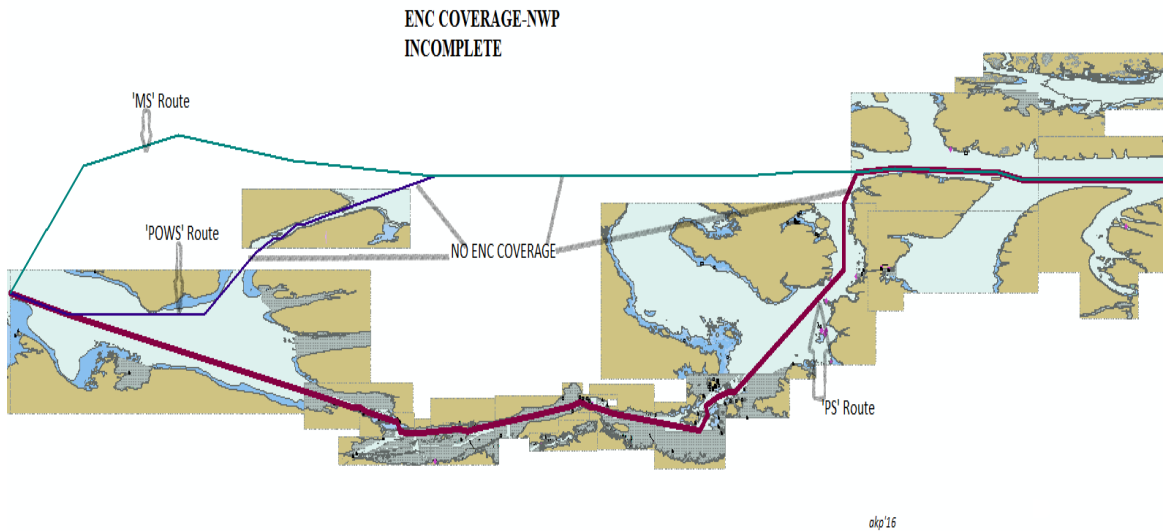 ENC COVERAGE-NWP
INCOMPLETE
'MS' Route
'POWS' Route
NO ENC COVERAGE
'PS' Route
akp'16